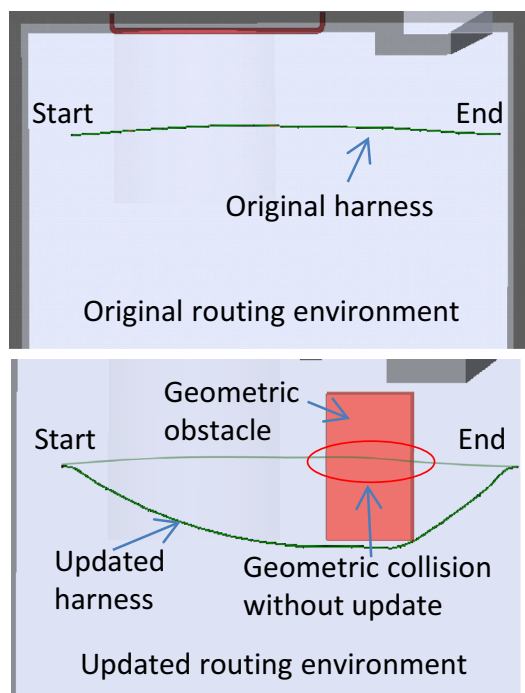 Start
End
Original harness
Original routing environment
Geometric
obstacle
Start
End
Updated
harness
Geometric collision
without update
Updated routing environment